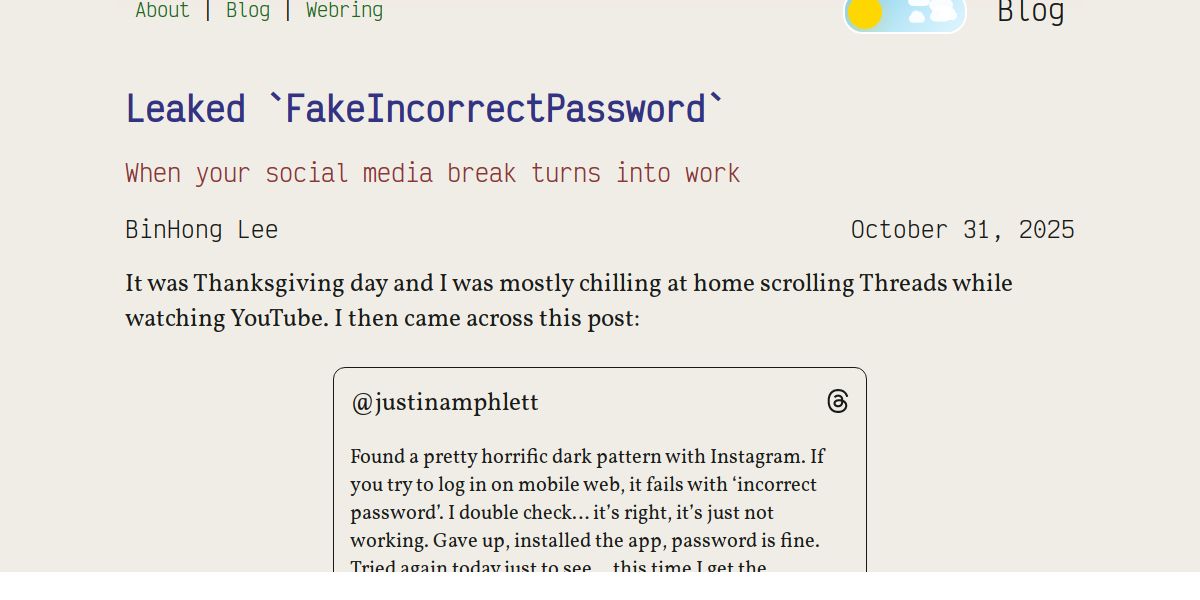 About | Blog | Webring
Blog
Leaked `FakeIncorrectPassword`
When your social media break turns into work
BinHong Lee
October 31, 2025
It was Thanksgiving day and I was mostly chilling at home scrolling Threads while
watching YouTube. I then came across this post:
@justinamphlett
Found a pretty horrific dark pattern with Instagram. If
you try to log in on mobile web, it fails with ‘incorrect
password’. I double check… it’s right, it’s just not
working. Gave up, installed the app, password is fine.
Tried again today just to see… this time I get the